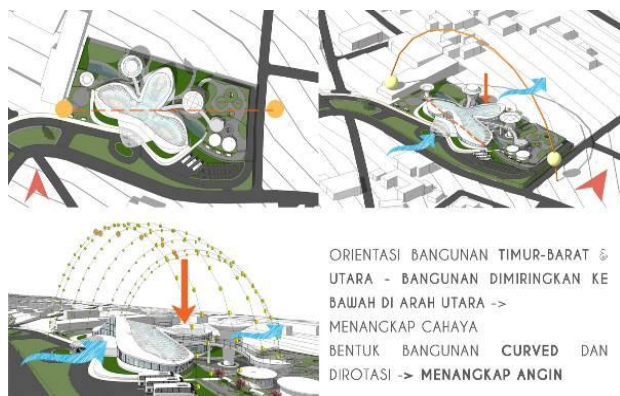 ORIENTASI BANGUNAN TIMUR-BARAT &
UTARA - BANGUNAN DIMIRINGKAN KE
BAWAH DI ARAH UTARA ->
MENANGKAP CAHAYA
BENTUK BANGUNAN CURVED DAN
DIROTASI -> MENANGKAP ANGIN